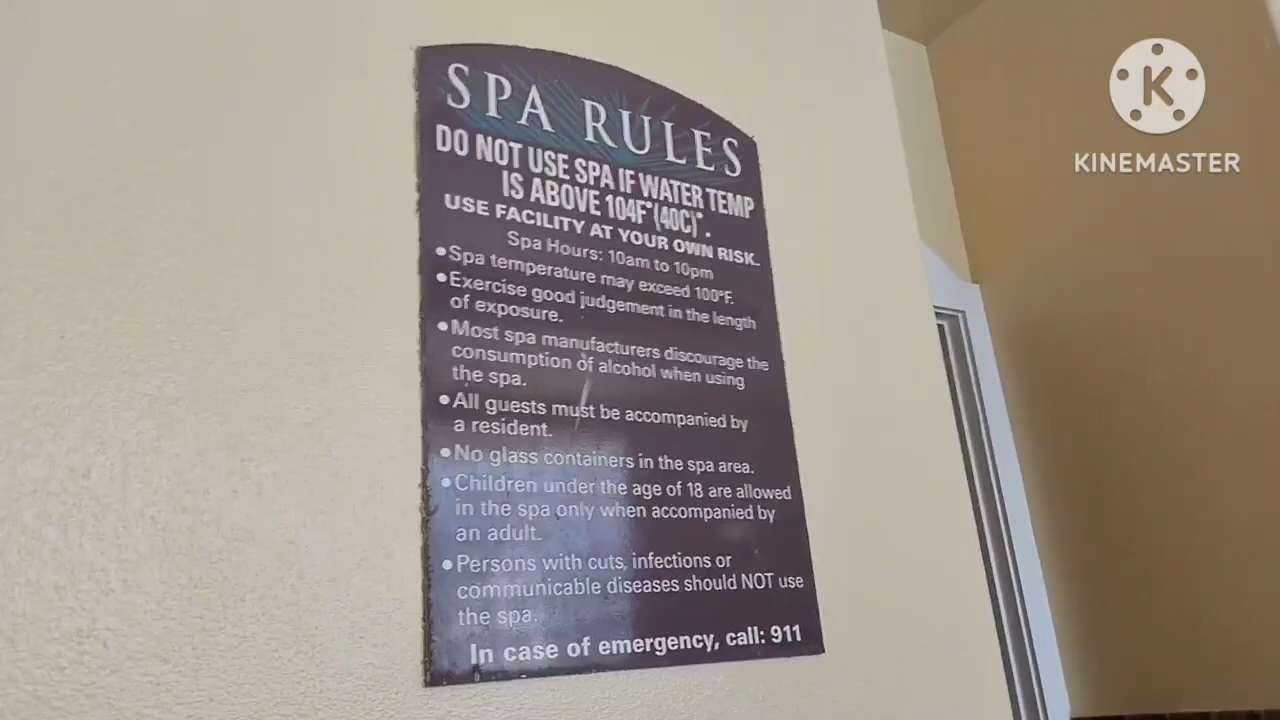 SPA RULES
DO NOT USE SPA IF WATER TEMP
IS ABOVE 104F°(40C)°.
USE FACILITY AT YOUR OWN RISK.
Spa Hours: 10am to 10pm
•Spa temperature may exceed 100°F.
•Exercise good judgement in the length
of exposure.
•Most spa manufacturers discourage the
consumption of alcohol when using
the spa.
•All guests must be accompanied by
a resident.
•No glass containers in the spa area.
•Children under the age of 18 are allowed
in the spa only when accompanied by
an adult.
•Persons with cuts, infections or
communicable diseases should NOT use
the spa.
In case of emergency, call: 911
K
KINEMASTER